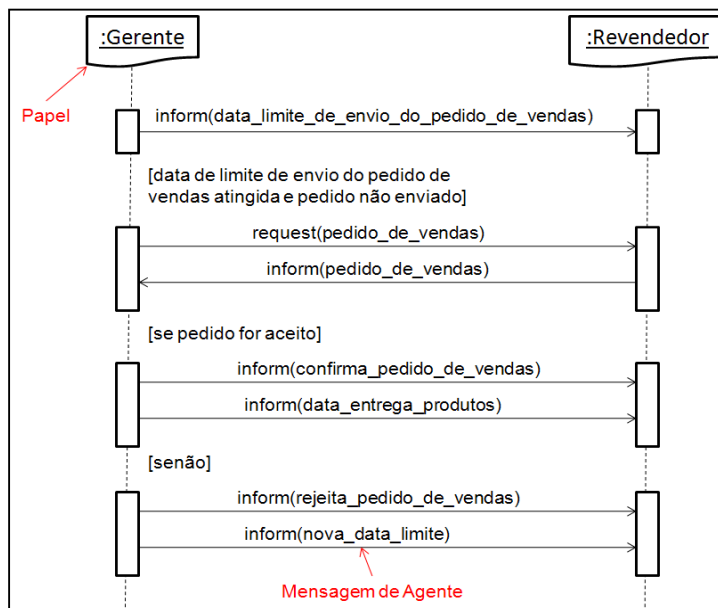 :Gerente
:Revendedor
Papel
inform(data_limite_de_envio_do_pedido_de_vendas)
[data de limite de envio do pedido de
vendas atingida e pedido não enviado]
request(pedido_de_vendas)
inform(pedido_de_vendas)
[se pedido for aceito]
inform(confirma_pedido_de_vendas)
inform(data_entrega_produtos)
[senão]
inform(rejeita_pedido_de_vendas)
inform(nova_data_limite)
Mensagem de Agente